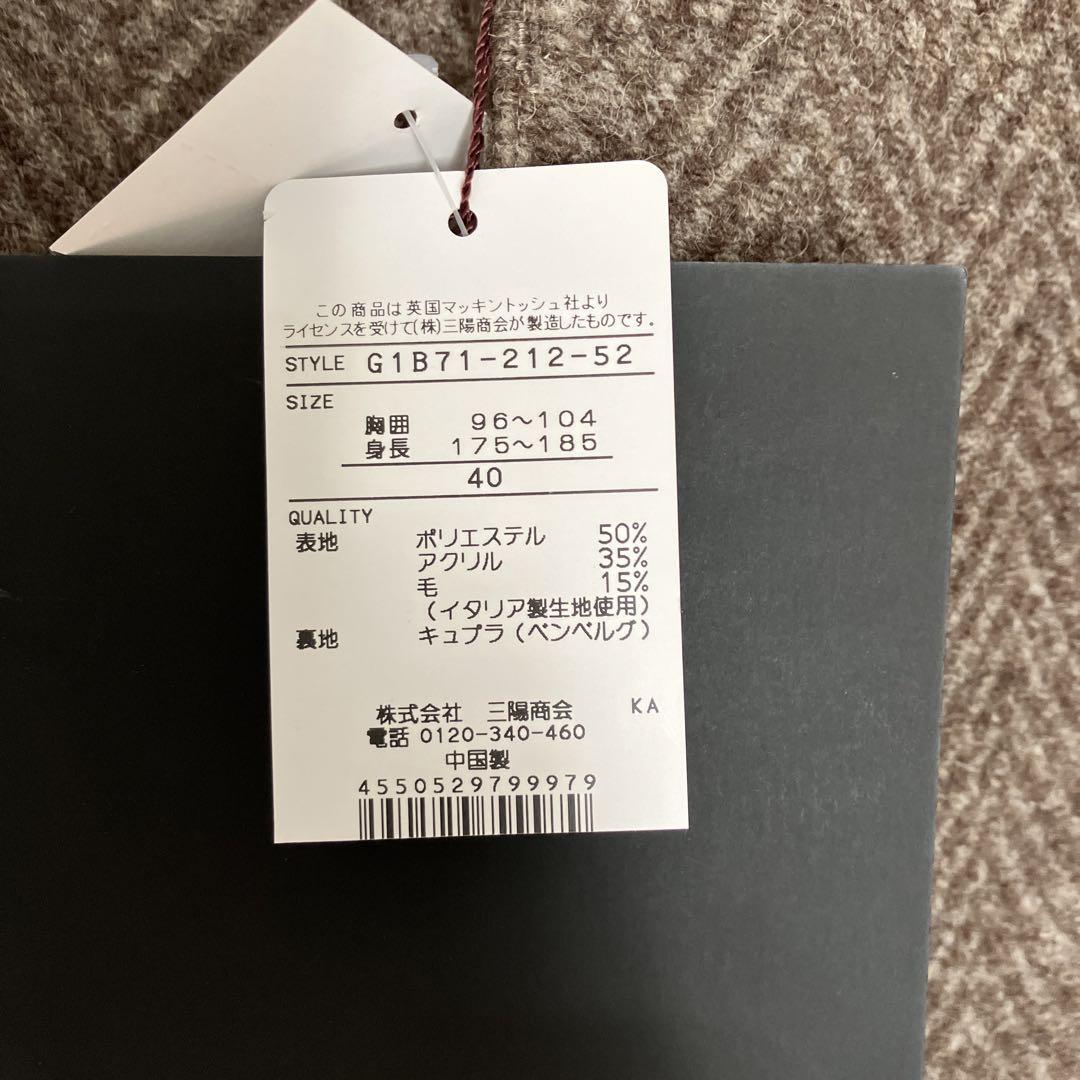 この商品は英国マッキントッシュ社より
ライセンスを受けて(株)三陽商会が製造したものです。
STYLE G1B71-212-52
SIZE
胸囲 96~104
身長 175~185
40
QUALITY
表地 ポリエステル 50%
アクリル 35%
毛 15%
(イタリア製生地使用)
裏地 キュプラ(ベンベルグ)
株式会社 三陽商会 KA
電話 0120-340-460
中国製
4550529799979